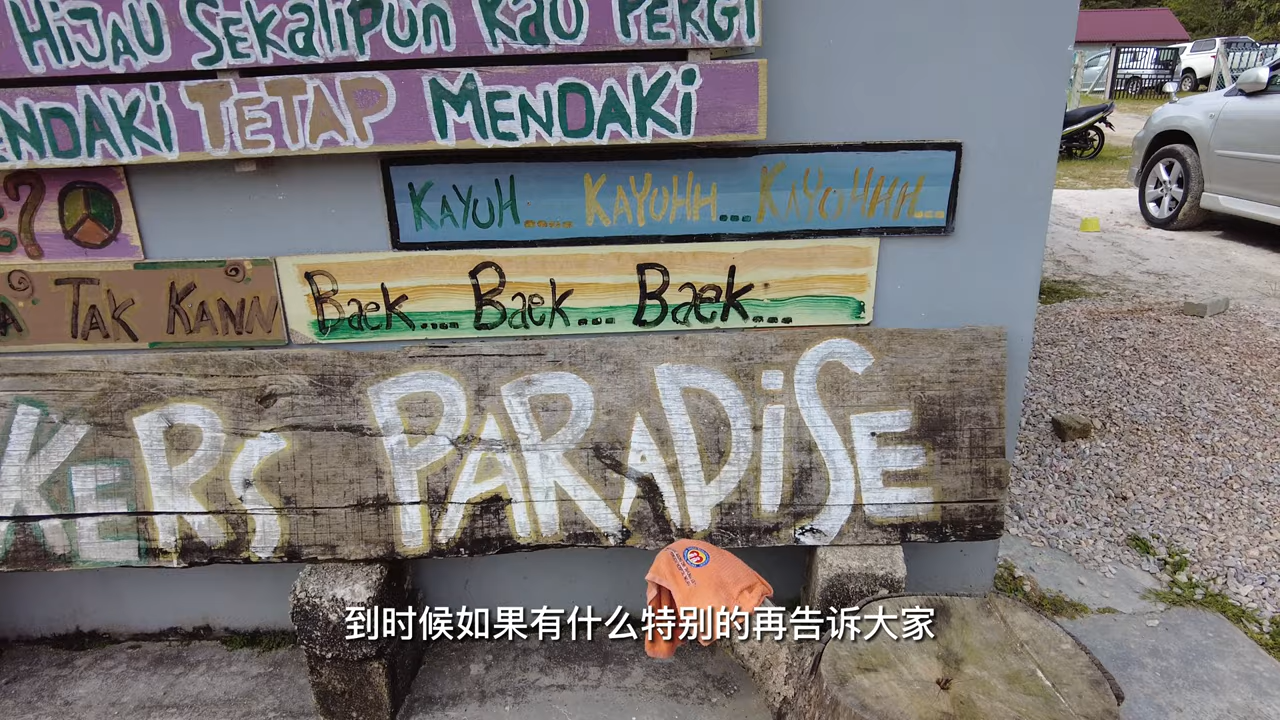 HiJAU SEKAliPUN KAU PERGI
ENDAKi TETAP MENDAKi
KAYUH.... KAYUHH... KAYUHHH...
? 
TAK KANN
Baek.... Baek... Baek...
KERS PARADiSE
到时候如果有什么特别的再告诉大家